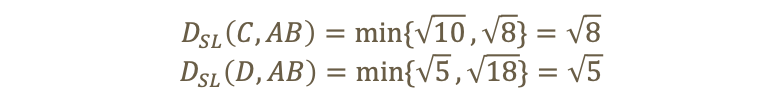 D_SL(C, AB) = min{√10, √8} = √8
D_SL(D, AB) = min{√5, √18} = √5